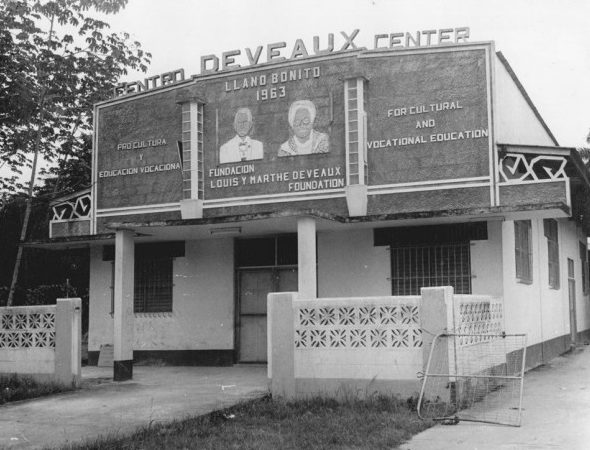 CENTRO DEVEAUX CENTER
LLANO BONITO
1963
PRO CULTURA
Y
EDUCACION VOCACIONAL
FUNDACION
LOUIS Y MARTHE DEVEAUX
FOUNDATION
FOR CULTURAL
AND
VOCATIONAL EDUCATION